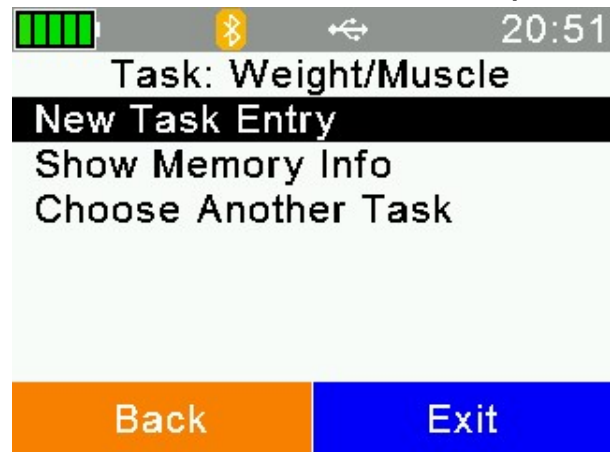 20:51
Task: Weight/Muscle
New Task Entry
Show Memory Info
Choose Another Task
Back Exit